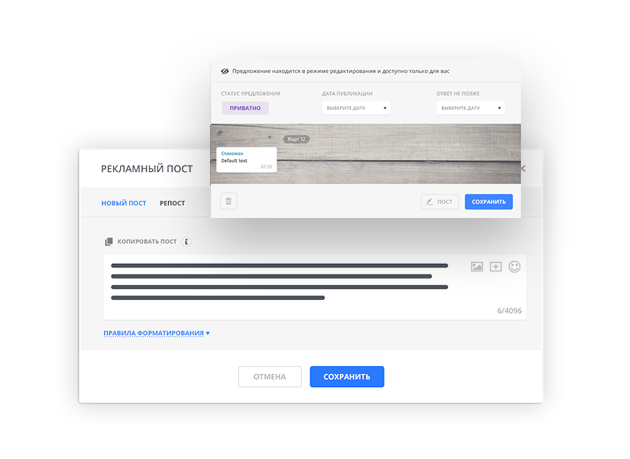 Предложение находится в режиме редактирования и доступно только для вас
СТАТУС ПРЕДЛОЖЕНИЯ
ДАТА ПУБЛИКАЦИИ
ОТВЕТ НЕ ПОЗЖЕ
ПРИВАТНО
ВЫБЕРИТЕ ДАТУ
ВЫБЕРИТЕ ДАТУ
Март 12
Default text
07:20
ПОСТ
СОХРАНИТЬ
РЕКЛАМНЫЙ ПОСТ
НОВЫЙ ПОСТ
РЕПОСТ
КОПИРОВАТЬ ПОСТ
6/4096
ПРАВИЛА ФОРМАТИРОВАНИЯ
ОТМЕНА
СОХРАНИТЬ